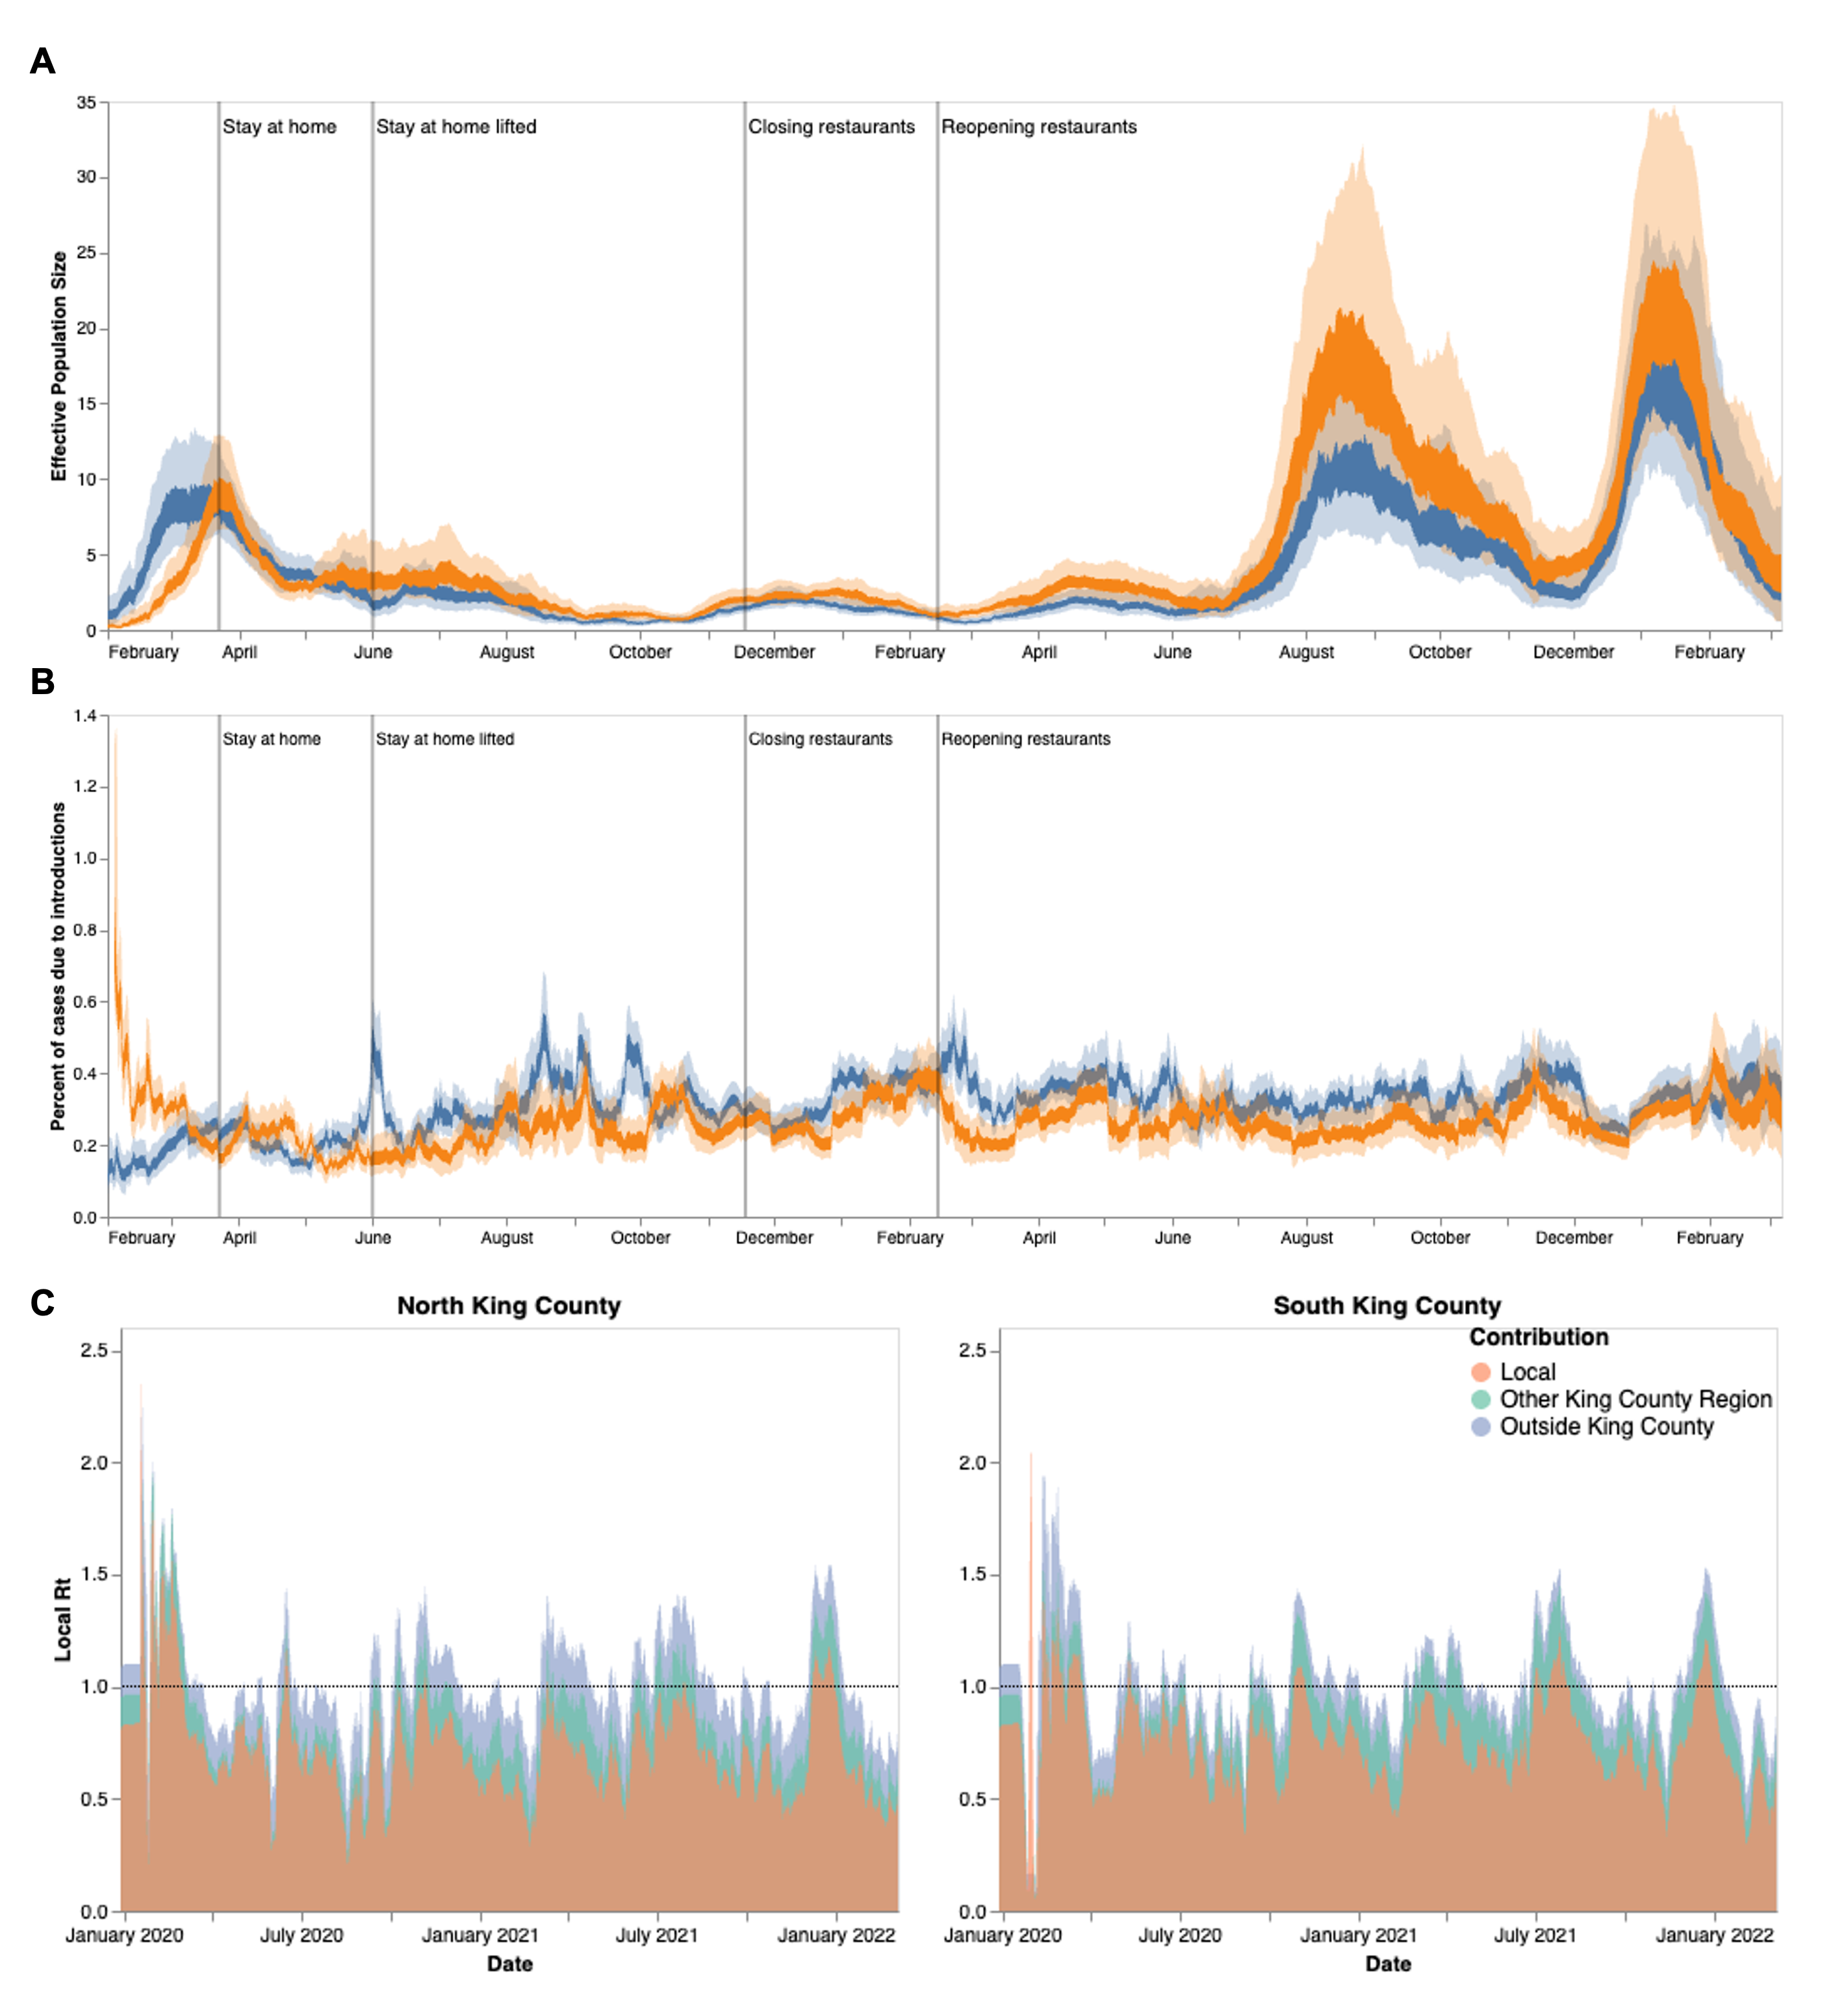 A
35
30
25
20
15
10
5
0
Effective Population Size
Stay at home
Stay at home lifted
Closing restaurants
Reopening restaurants
February April June August October December February April June August October December February
B
1.4
1.2
1.0
0.8
0.6
0.4
0.2
0.0
Percent of cases due to introductions
Stay at home
Stay at home lifted
Closing restaurants
Reopening restaurants
February April June August October December February April June August October December February
C
North King County
2.5
2.0
1.5
1.0
0.5
0.0
Local Rt
January 2020 July 2020 January 2021 July 2021 January 2022
Date
South King County
Contribution
Local
Other King County Region
Outside King County
2.5
2.0
1.5
1.0
0.5
0.0
January 2020 July 2020 January 2021 July 2021 January 2022
Date